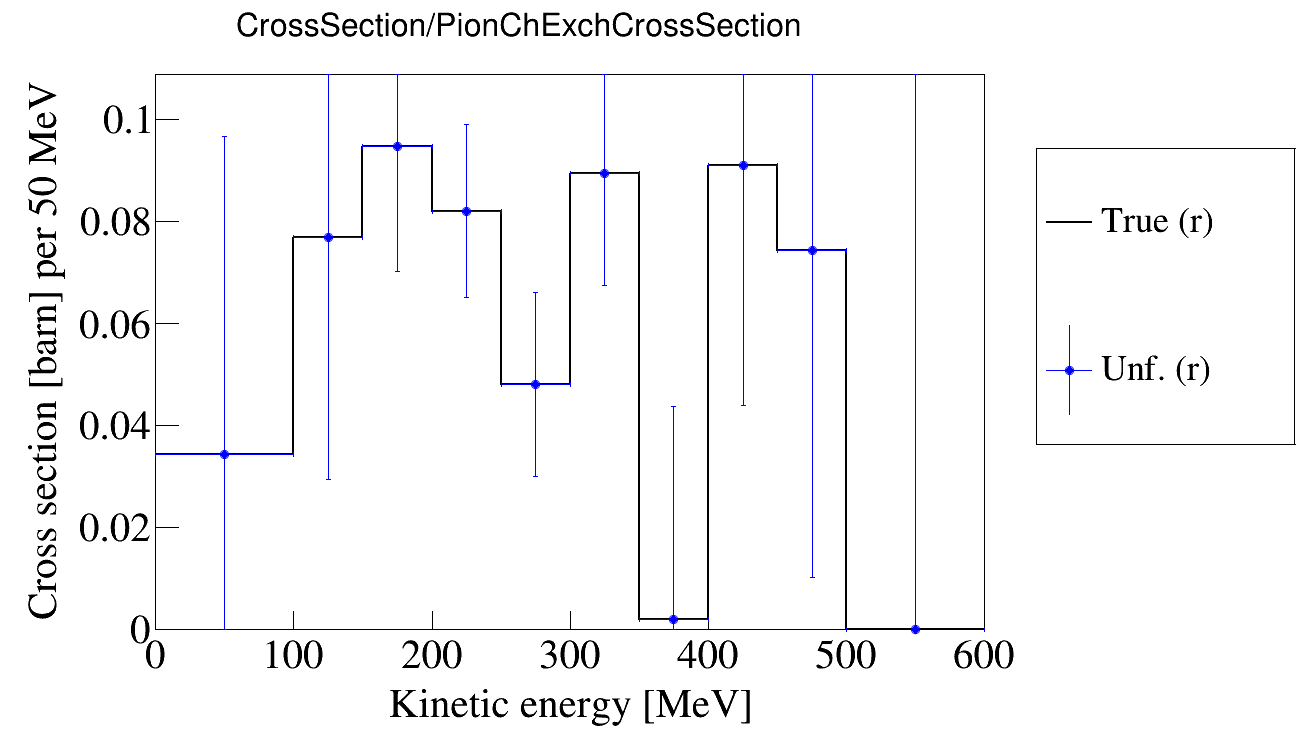 CrossSection/PionChExchCrossSection
Cross section [barn] per 50 MeV
0.1
0.08
0.06
0.04
0.02
0
0 100 200 300 400 500 600
Kinetic energy [MeV]
True (r)
Unf. (r)